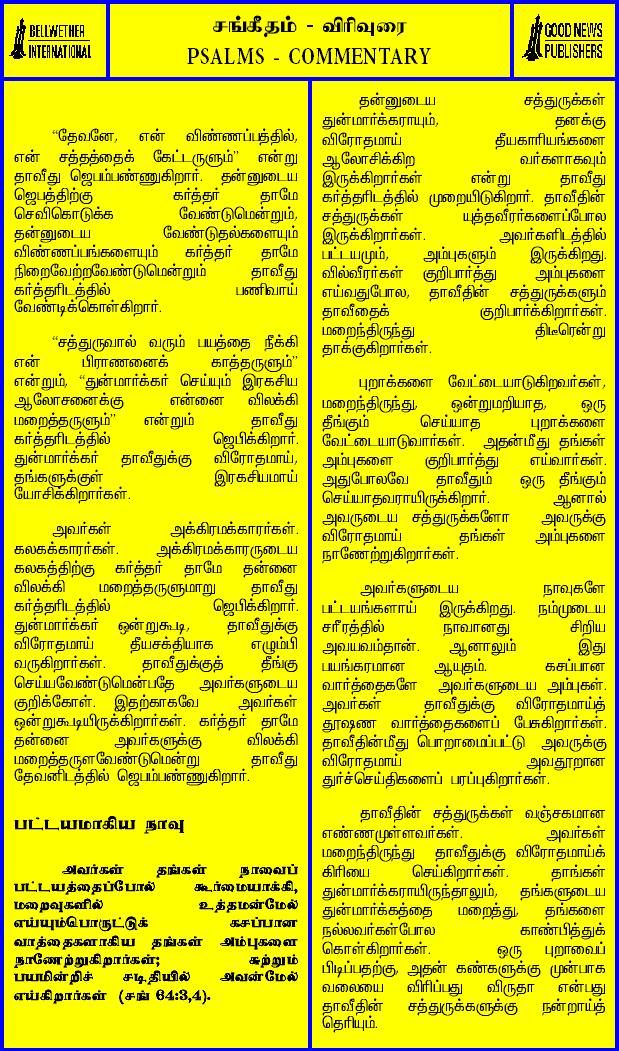 BELLWETHER
INTERNATIONAL
சங்கீதம் - விரிவுரை
PSALMS - COMMENTARY
GOOD NEWS
PUBLISHERS
“தேவனே, என் விண்ணப்பத்தில்,
என் சத்தத்தைக் கேட்டருளும்” என்று
தாவீது ஜெபம்பண்ணுகிறார். தன்னுடைய
ஜெபத்திற்கு கர்த்தர் தாமே
செவிகொடுக்க வேண்டுமென்றும்,
தன்னுடைய வேண்டுதல்களையும்
விண்ணப்பங்களையும் கர்த்தர் தாமே
நிறைவேற்றவேண்டுமென்றும் தாவீது
கர்த்தரிடத்தில் பணிவாய்
வேண்டிக்கொள்கிறார்.
“சத்துருவால் வரும் பயத்தை நீக்கி
என் பிராணனைக் காத்தருளும்”
என்றும், “துன்மார்க்கர் செய்யும் இரகசிய
ஆலோசனைக்கு என்னை விலக்கி
மறைத்தருளும்” என்றும் தாவீது
கர்த்தரிடத்தில் ஜெபிக்கிறார்.
துன்மார்க்கர் தாவீதுக்கு விரோதமாய்,
தங்களுக்குள் இரகசியமாய்
யோசிக்கிறார்கள்.
அவர்கள் அக்கிரமக்காரர்கள்.
கலகக்காரர்கள். அக்கிரமக்காரருடைய
கலகத்திற்கு கர்த்தர் தாமே தன்னை
விலக்கி மறைத்தருளுமாறு தாவீது
கர்த்தரிடத்தில் ஜெபிக்கிறார்.
துன்மார்க்கர் ஒன்றுகூடி, தாவீதுக்கு
விரோதமாய் தீயசக்தியாக எழும்பி
வருகிறார்கள். தாவீதுக்குத் தீங்கு
செய்யவேண்டுமென்பதே அவர்களுடைய
குறிக்கோள். இதற்காகவே அவர்கள்
ஒன்றுகூடியிருக்கிறார்கள். கர்த்தர் தாமே
தன்னை அவர்களுக்கு விலக்கி
மறைத்தருளவேண்டுமென்று தாவீது
தேவனிடத்தில் ஜெபம்பண்ணுகிறார்.
பட்டயமாகிய நாவு
அவர்கள் தங்கள் நாவைப்
பட்டயத்தைப்போல் கூர்மையாக்கி,
மறைவுகளில் உத்தமன்மேல்
எய்யும்பொருட்டுக் கசப்பான
வாத்தைகளாகிய தங்கள் அம்புகளை
நாணேற்றுகிறார்கள்; சுற்றும்
பயமின்றிச் சடிதியில் அவன்மேல்
எய்கிறார்கள் (சங் 64:3,4).
தன்னுடைய சத்துருக்கள்
துன்மார்க்கராயும், தனக்கு
விரோதமாய் தீயகாரியங்களை
ஆலோசிக்கிற வர்களாகவும்
இருக்கிறார்கள் என்று தாவீது
கர்த்தரிடத்தில் முறையிடுகிறார். தாவீதின்
சத்துருக்கள் யுத்தவீரர்களைப்போல
இருக்கிறார்கள். அவர்களிடத்தில்
பட்டயமும், அம்புகளும் இருக்கிறது.
வில்வீரர்கள் குறிபார்த்து அம்புகளை
எய்வதுபோல, தாவீதின் சத்துருக்களும்
தாவீதைக் குறிபார்க்கிறார்கள்.
மறைந்திருந்து திடீரென்று
தாக்குகிறார்கள்.
புறாக்களை வேட்டையாடுகிறவர்கள்,
மறைந்திருந்து, ஒன்றுமறியாத, ஒரு
தீங்கும் செய்யாத புறாக்களை
வேட்டையாடுவார்கள். அதன்மீது தங்கள்
அம்புகளை குறிபார்த்து எய்வார்கள்.
அதுபோலவே தாவீதும் ஒரு தீங்கும்
செய்யாதவராயிருக்கிறார். ஆனால்
அவருடைய சத்துருக்களோ அவருக்கு
விரோதமாய் தங்கள் அம்புகளை
நாணேற்றுகிறார்கள்.
அவர்களுடைய நாவுகளே
பட்டயங்களாய் இருக்கிறது. நம்முடைய
சரீரத்தில் நாவானது சிறிய
அவயவம்தான். ஆனாலும் இது
பயங்கரமான ஆயுதம். கசப்பான
வார்த்தைகளே அவர்களுடைய அம்புகள்.
அவர்கள் தாவீதுக்கு விரோதமாய்த்
தூஷண வார்த்தைகளைப் பேசுகிறார்கள்.
தாவீதின்மீது பொறாமைப்பட்டு அவருக்கு
விரோதமாய் அவதூறான
துர்ச்செய்திகளைப் பரப்புகிறார்கள்.
தாவீதின் சத்துருக்கள் வஞ்சகமான
எண்ணமுள்ளவர்கள். அவர்கள்
மறைந்திருந்து தாவீதுக்கு விரோதமாய்க்
கிரியை செய்கிறார்கள். தாங்கள்
துன்மார்க்கராயிருந்தாலும், தங்களுடைய
துன்மார்க்கத்தை மறைத்து, தங்களை
நல்லவர்கள்போல காண்பித்துக்
கொள்கிறார்கள். ஒரு புறாவைப்
பிடிப்பதற்கு, அதன் கண்களுக்கு முன்பாக
வலையை விரிப்பது விருதா என்பது
தாவீதின் சத்துருக்களுக்கு நன்றாய்த்
தெரியும்.